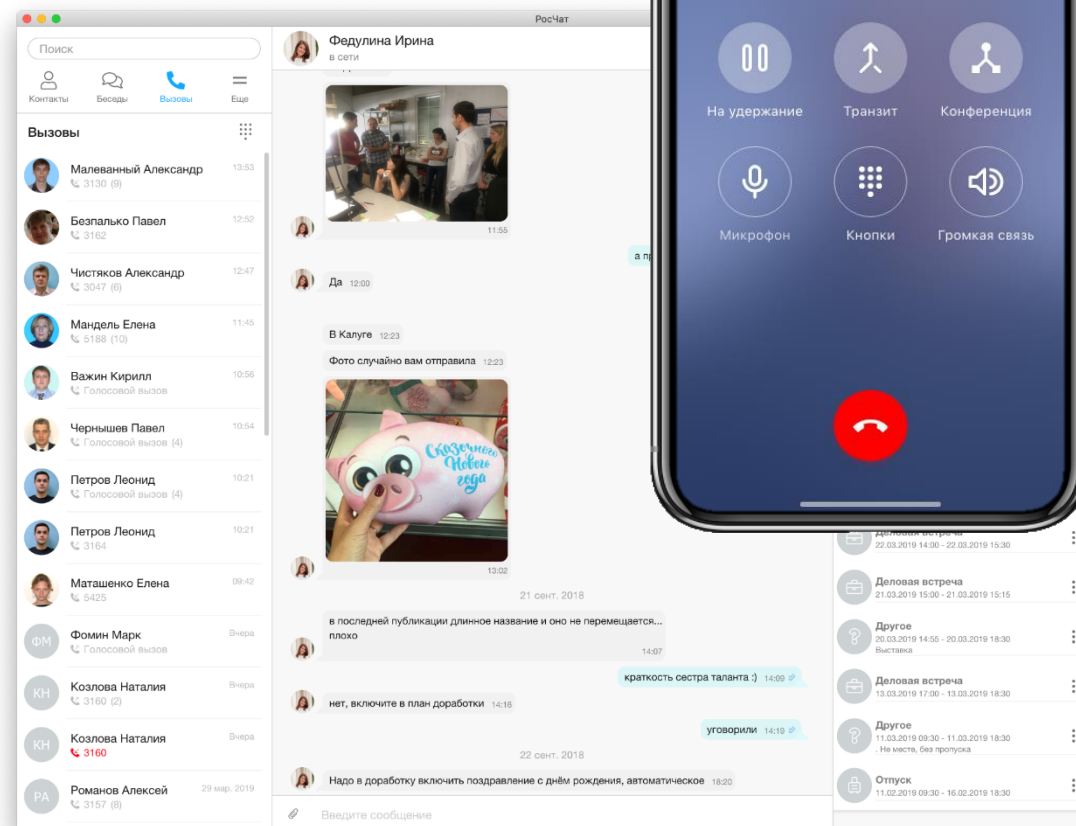 РосЧат
Поиск
Контакты
Беседы
Вызовы
Еще
Вызовы
Малеванный Александр 13:53
3130 (9)
Безпалько Павел 12:52
3162
Чистяков Александр 12:47
3047 (6)
Мандель Елена 11:45
5188 (10)
Важин Кирилл 10:56
Голосовой вызов
Чернышев Павел 10:54
Голосовой вызов (4)
Петров Леонид 10:21
Голосовой вызов (4)
Петров Леонид 10:21
3164
Маташенко Елена 09:42
5425
ФМ
Фомин Марк Вчера
Голосовой вызов
КН
Козлова Наталия Вчера
3160 (2)
КН
Козлова Наталия Вчера
3160
РА
Романов Алексей 29 мар. 2019
3157 (8)
Федулина Ирина
в сети
11:55
Да 12:00
В Калуге 12:23
Фото случайно вам отправила 12:23
Сказочного
Нового
года
13:02
21 сент. 2018
в последней публикации длинное название и оно не перемещается...
плохо
14:07
краткость сестра таланта :) 14:09
нет, включите в план доработки 14:16
уговорили 14:19
22 сент. 2018
Надо в доработку включить поздравление с днём рождения, автоматическое 18:20
Введите сообщение
На удержание
Транзит
Конференция
Микрофон
Кнопки
Громкая связь
Деловая встреча
22.03.2019 14:00 - 22.03.2019 15:30
Деловая встреча
21.03.2019 15:00 - 21.03.2019 15:15
Другое
20.03.2019 14:55 - 20.03.2019 18:30
Выставка
Деловая встреча
13.03.2019 17:00 - 13.03.2019 18:30
Другое
11.03.2019 09:30 - 11.03.2019 18:30
. Не месте, без пропуска
Отпуск
11.02.2019 09:30 - 16.02.2019 18:30